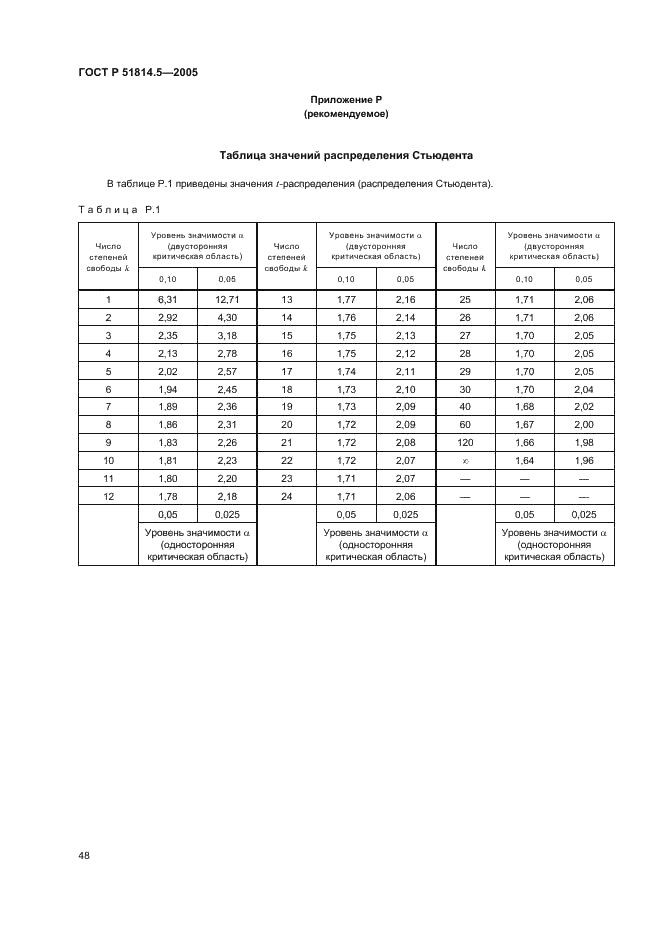 ГОСТ Р 51814.5—2005
Приложение Р
(рекомендуемое)
Таблица значений распределения Стьюдента
В таблице Р.1 приведены значения t-распределения (распределения Стьюдента).
Таблица Р.1
Число степеней свободы k | Уровень значимости α (двусторонняя критическая область) | Число степеней свободы k | Уровень значимости α (двусторонняя критическая область) | Число степеней свободы k | Уровень значимости α (двусторонняя критическая область)
0,10 0,05 0,10 0,05 0,10 0,05
1 6,31 12,71 13 1,77 2,16 25 1,71 2,06
2 2,92 4,30 14 1,76 2,14 26 1,71 2,06
3 2,35 3,18 15 1,75 2,13 27 1,70 2,05
4 2,13 2,78 16 1,75 2,12 28 1,70 2,05
5 2,02 2,57 17 1,74 2,11 29 1,70 2,05
6 1,94 2,45 18 1,73 2,10 30 1,70 2,04
7 1,89 2,36 19 1,73 2,09 40 1,68 2,02
8 1,86 2,31 20 1,72 2,09 60 1,67 2,00
9 1,83 2,26 21 1,72 2,08 120 1,66 1,98
10 1,81 2,23 22 1,72 2,07 ∞ 1,64 1,96
11 1,80 2,20 23 1,71 2,07 — — —
12 1,78 2,18 24 1,71 2,06 — — —
0,05 0,025 0,05 0,025 0,05 0,025
Уровень значимости α Уровень значимости α Уровень значимости α
(односторонняя (односторонняя (односторонняя
критическая область) критическая область) критическая область)
48